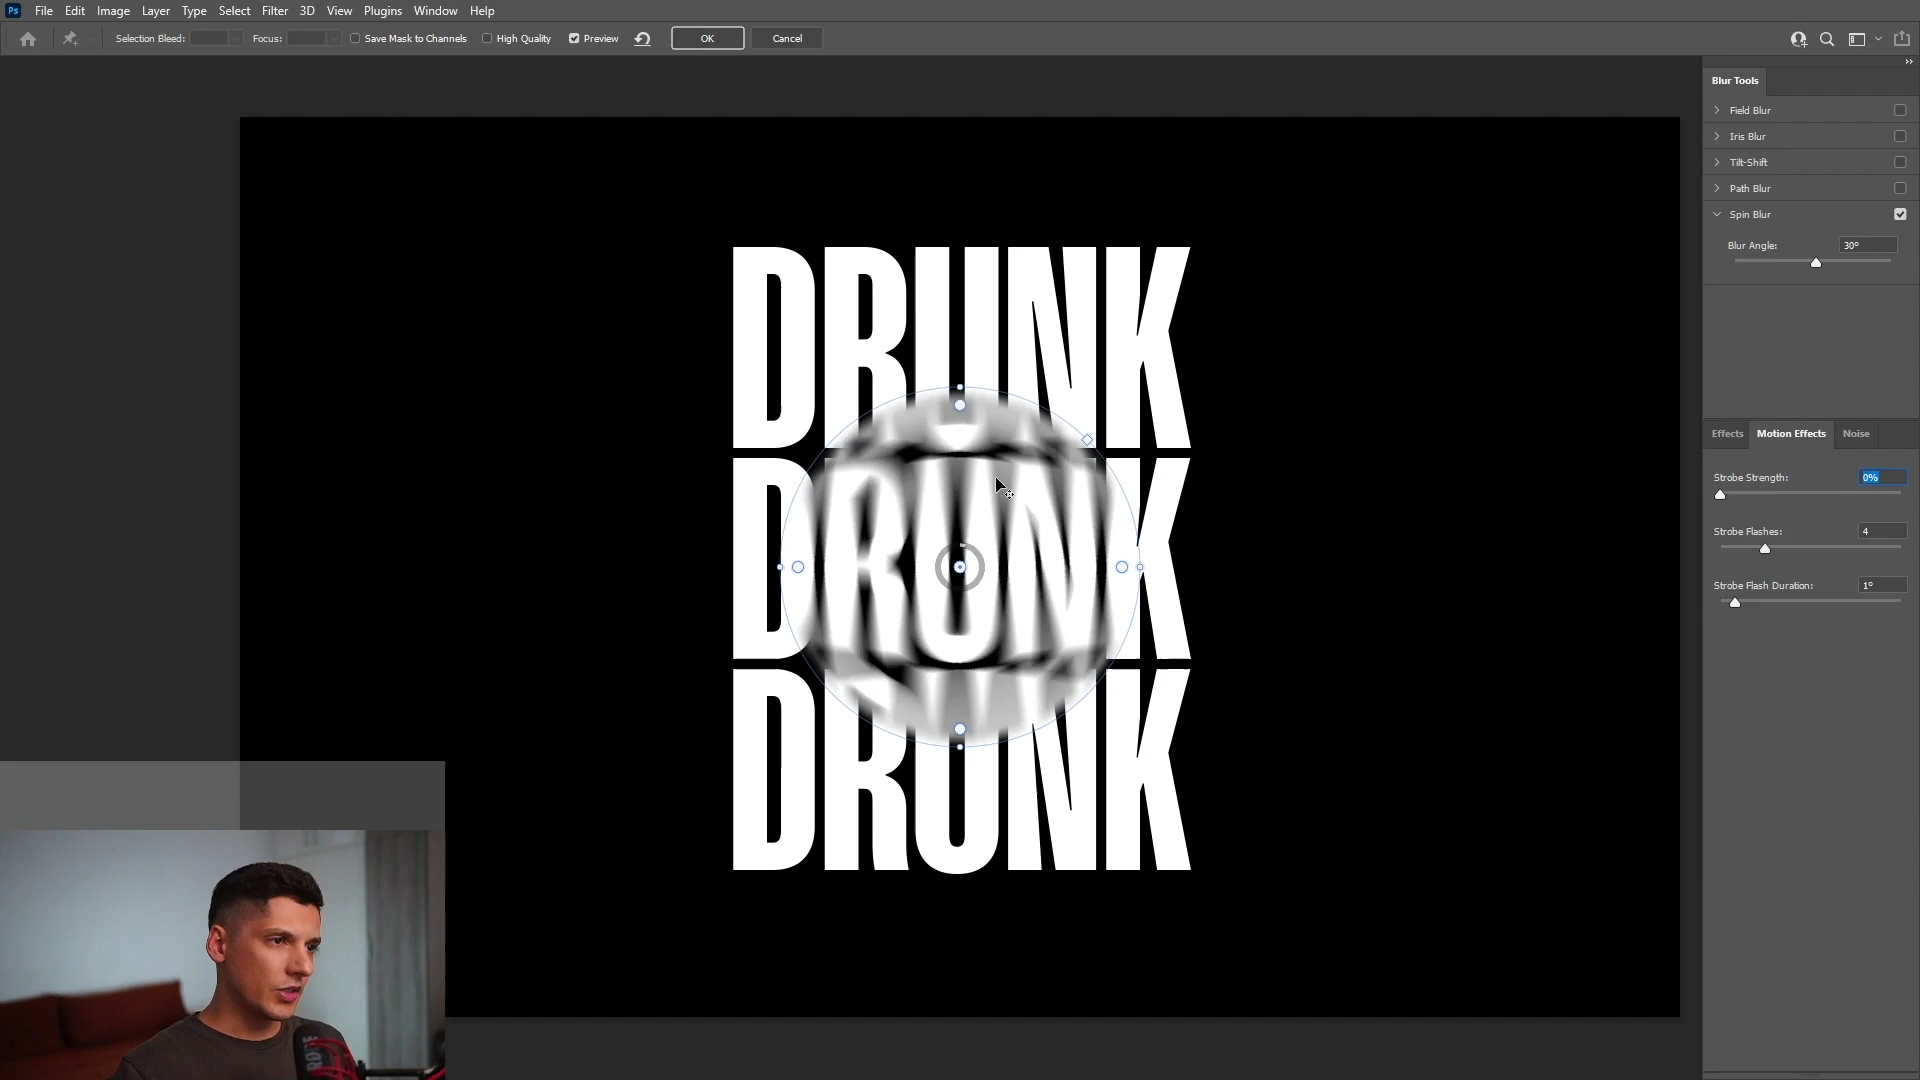 Ps File Edit Image Layer Type Select Filter 3D View Plugins Window Help
Selection Bleed: Focus: Save Mask to Channels High Quality Preview OK Cancel
Blur Tools
Field Blur
Iris Blur
Tilt-Shift
Path Blur
Spin Blur
Blur Angle: 30°
DRUNK
DRUNK
DRUNK
Effects Motion Effects Noise
Strobe Strength: 0%
Strobe Flashes: 4
Strobe Flash Duration: 1°
RØDE